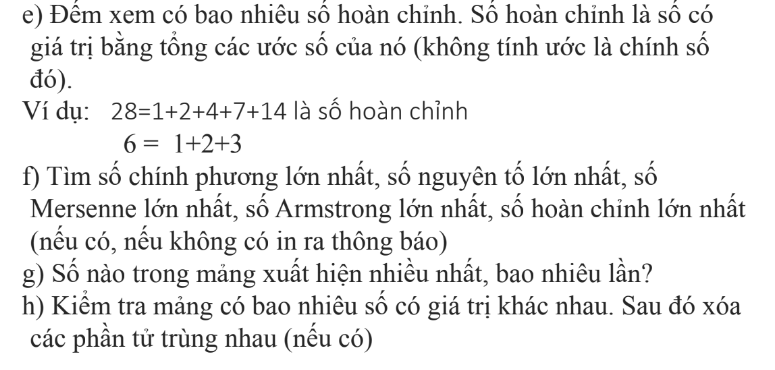 e) Đếm xem có bao nhiêu số hoàn chỉnh. Số hoàn chỉnh là số có
giá trị bằng tổng các ước số của nó (không tính ước là chính số
đó).
Ví dụ: 28=1+2+4+7+14 là số hoàn chỉnh
6 = 1+2+3
f) Tìm số chính phương lớn nhất, số nguyên tố lớn nhất, số
Mersenne lớn nhất, số Armstrong lớn nhất, số hoàn chỉnh lớn nhất
(nếu có, nếu không có in ra thông báo)
g) Số nào trong mảng xuất hiện nhiều nhất, bao nhiêu lần?
h) Kiểm tra mảng có bao nhiêu số có giá trị khác nhau. Sau đó xóa
các phần tử trùng nhau (nếu có)